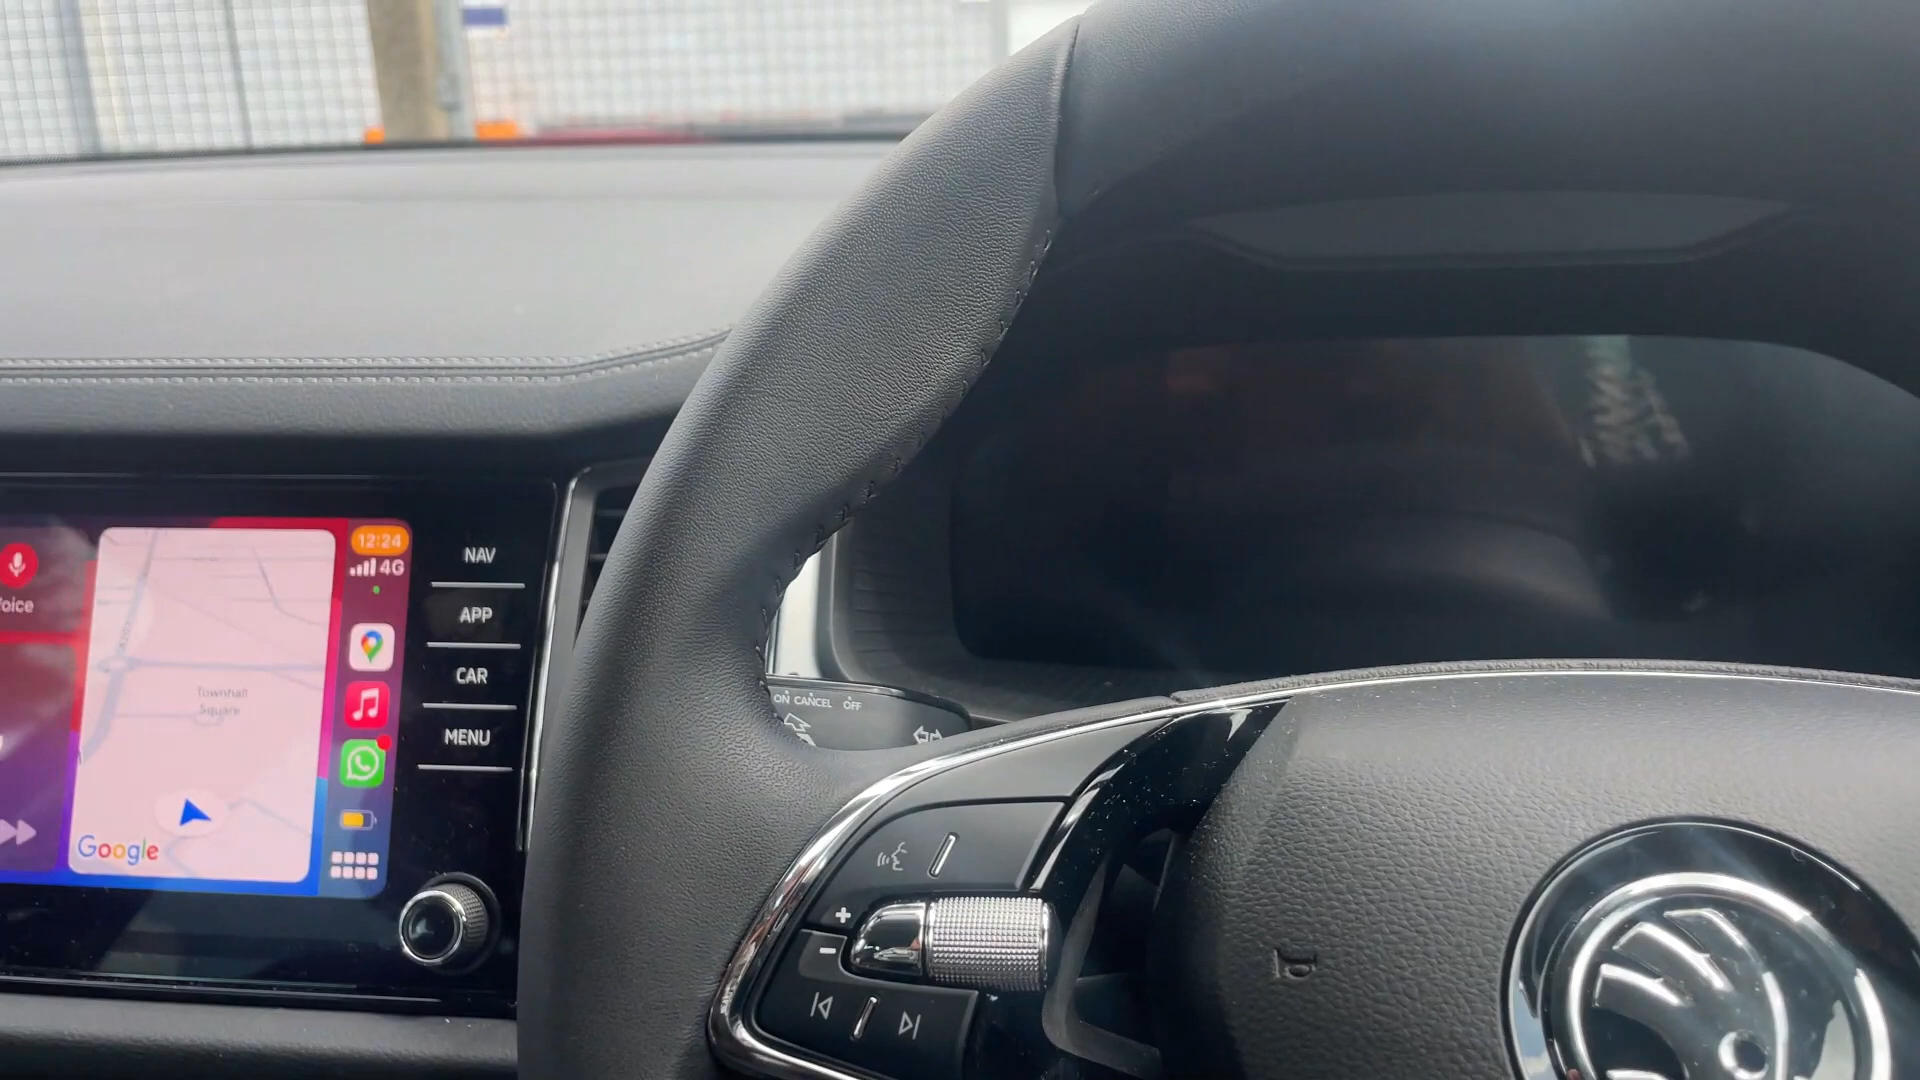 12:24
4G
oice
Townhall
Square
Google
NAV
APP
CAR
MENU
ON CANCEL OFF
+
-